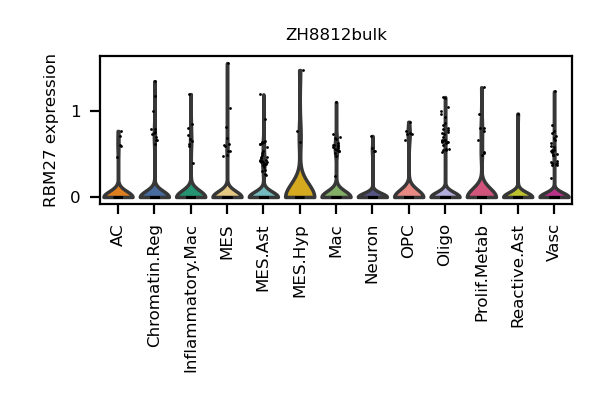 ZH8812bulk
RBM27 expression
1
0
AC
Chromatin.Reg
Inflammatory.Mac
MES
MES.Ast
MES.Hyp
Mac
Neuron
OPC
Oligo
Prolif.Metab
Reactive.Ast
Vasc